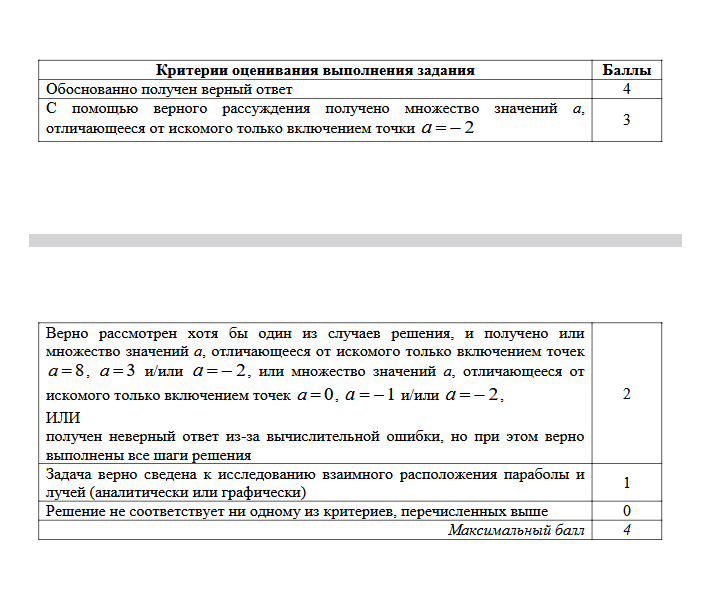 Критерии оценивания выполнения задания Баллы
Обоснованно получен верный ответ 4
С помощью верного рассуждения получено множество значений a,
отличающееся от искомого только включением точки a = − 2
3
Верно рассмотрен хотя бы один из случаев решения, и получено или
множество значений a, отличающееся от искомого только включением точек
a = 8, a = 3 и/или a = − 2, или множество значений a, отличающееся от
искомого только включением точек a = 0, a = − 1 и/или a = − 2,
ИЛИ
получен неверный ответ из-за вычислительной ошибки, но при этом верно
выполнены все шаги решения
2
Задача верно сведена к исследованию взаимного расположения параболы и
лучей (аналитически или графически)
1
Решение не соответствует ни одному из критериев, перечисленных выше 0
Максимальный балл 4